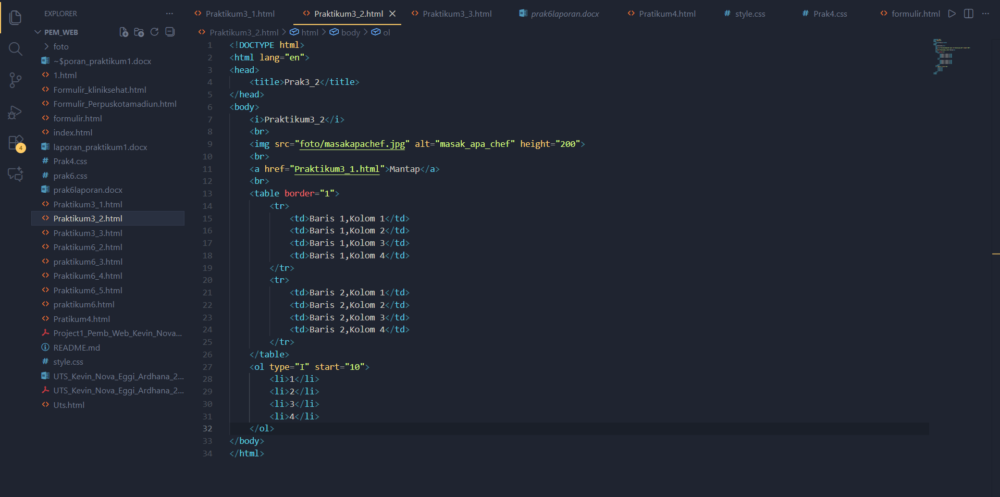 EXPLORER
PEM_WEB
foto
~$poran_praktikum1.docx
1.html
Formulir_kliniksehat.html
Formulir_Perpuskotamadiun.html
formulir.html
index.html
laporan_praktikum1.docx
Prak4.css
prak6.css
prak6laporan.docx
Praktikum3_1.html
Praktikum3_2.html
Praktikum3_3.html
Praktikum6_2.html
praktikum6_3.html
Praktikum6_4.html
Praktikum6_5.html
praktikum6.html
Pratikum4.html
Project1_Pemb_Web_Kevin_Nova...
README.md
style.css
UTS_Kevin_Nova_Eggi_Ardhana_2...
UTS_Kevin_Nova_Eggi_Ardhana_2...
Uts.html
4
Praktikum3_1.html Praktikum3_2.html Praktikum3_3.html prak6laporan.docx Pratikum4.html style.css Prak4.css formulir.html
Praktikum3_2.html > html > body > ol
1 <!DOCTYPE html>
2 <html lang="en">
3 <head>
4 <title>Prak3_2</title>
5 </head>
6 <body>
7 <i>Praktikum3_2</i>
8 <br>
9 <img src="foto/masakapachef.jpg" alt="masak_apa_chef" height="200">
10 <br>
11 <a href="Praktikum3_1.html">Mantap</a>
12 <br>
13 <table border="1">
14 <tr>
15 <td>Baris 1,Kolom 1</td>
16 <td>Baris 1,Kolom 2</td>
17 <td>Baris 1,Kolom 3</td>
18 <td>Baris 1,Kolom 4</td>
19 </tr>
20 <tr>
21 <td>Baris 2,Kolom 1</td>
22 <td>Baris 2,Kolom 2</td>
23 <td>Baris 2,Kolom 3</td>
24 <td>Baris 2,Kolom 4</td>
25 </tr>
26 </table>
27 <ol type="I" start="10">
28 <li>1</li>
29 <li>2</li>
30 <li>3</li>
31 <li>4</li>
32 </ol>
33 </body>
34 </html>